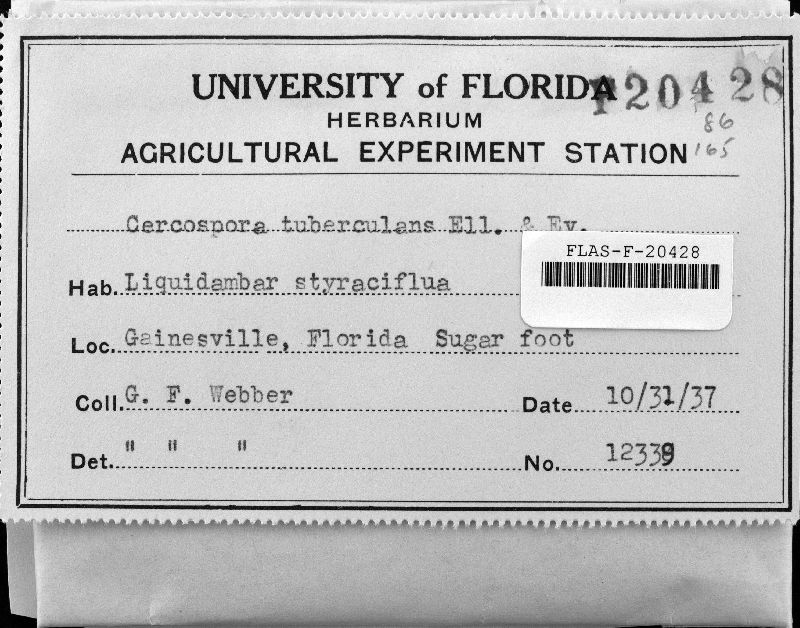 UNIVERSITY of FLORIDA F20428
HERBARIUM 86
AGRICULTURAL EXPERIMENT STATION 165
Cercospora tuberculans Ell. & Ev.
FLAS-F-20428
Hab. Liquidambar styraciflua
Loc. Gainesville, Florida Sugar foot
Coll. G. F. Webber Date 10/31/37
Det. " " " No. 12339